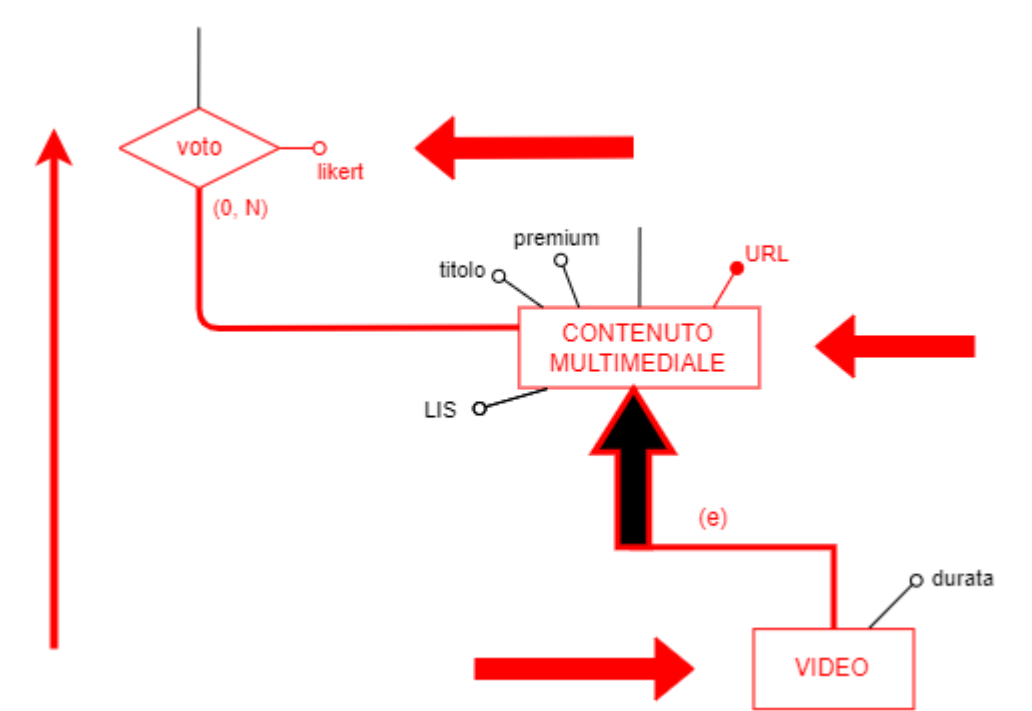 voto
likert
(0, N)
premium
titolo
URL
CONTENUTO
MULTIMEDIALE
LIS
(e)
durata
VIDEO